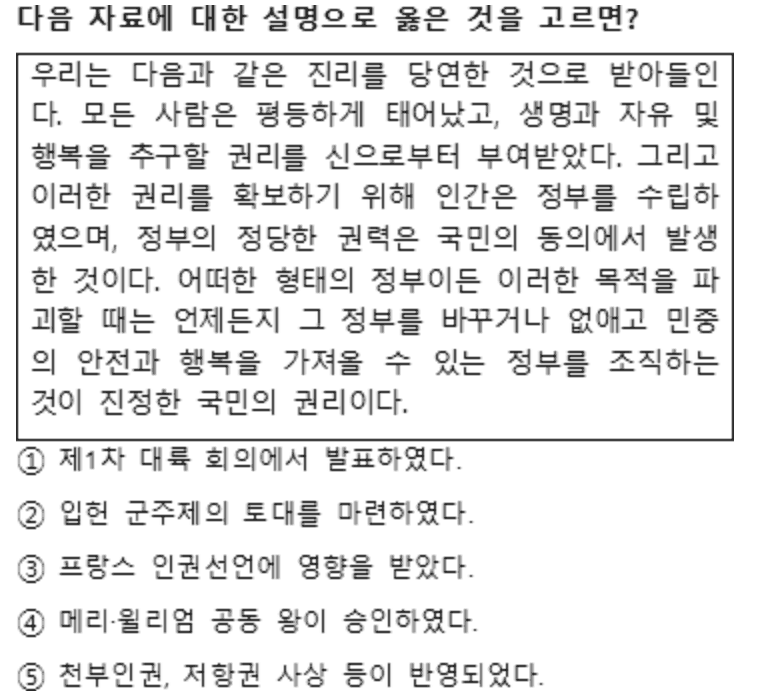 다음 자료에 대한 설명으로 옳은 것을 고르면?
우리는 다음과 같은 진리를 당연한 것으로 받아들인
다. 모든 사람은 평등하게 태어났고, 생명과 자유 및
행복을 추구할 권리를 신으로부터 부여받았다. 그리고
이러한 권리를 확보하기 위해 인간은 정부를 수립하
였으며, 정부의 정당한 권력은 국민의 동의에서 발생
한 것이다. 어떠한 형태의 정부이든 이러한 목적을 파
괴할 때는 언제든지 그 정부를 바꾸거나 없애고 민중
의 안전과 행복을 가져올 수 있는 정부를 조직하는
것이 진정한 국민의 권리이다.
① 제1차 대륙 회의에서 발표하였다.
② 입헌 군주제의 토대를 마련하였다.
③ 프랑스 인권선언에 영향을 받았다.
④ 메리·윌리엄 공동 왕이 승인하였다.
⑤ 천부인권, 저항권 사상 등이 반영되었다.